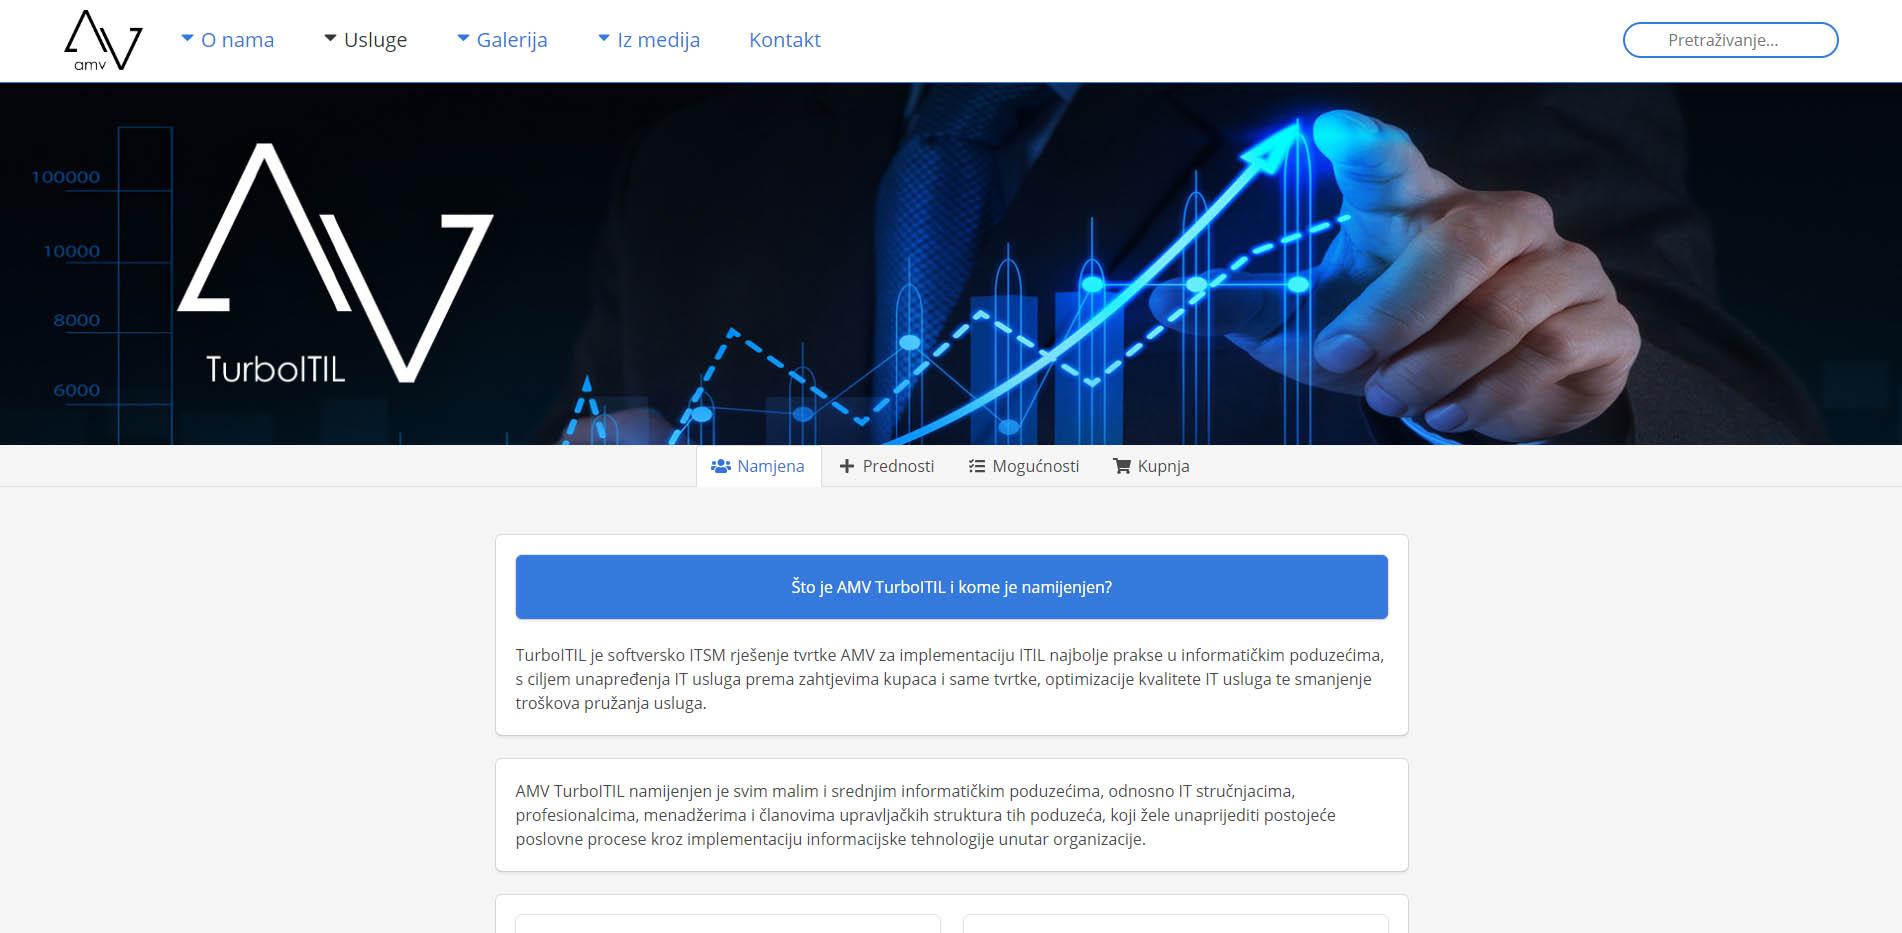 amv
O nama
Usluge
Galerija
Iz medija
Kontakt
Pretraživanje...
100000
10000
8000
6000
TurboITIL
Namjena
Prednosti
Mogućnosti
Kupnja
Što je AMV TurboITIL i kome je namijenjen?
TurboITIL je softversko ITSM rješenje tvrtke AMV za implementaciju ITIL najbolje prakse u informatičkim poduzećima,
s ciljem unapređenja IT usluga prema zahtjevima kupaca i same tvrtke, optimizacije kvalitete IT usluga te smanjenje
troškova pružanja usluga.
AMV TurboITIL namijenjen je svim malim i srednjim informatičkim poduzećima, odnosno IT stručnjacima,
profesionalcima, menadžerima i članovima upravljačkih struktura tih poduzeća, koji žele unaprijediti postojeće
poslovne procese kroz implementaciju informacijske tehnologije unutar organizacije.